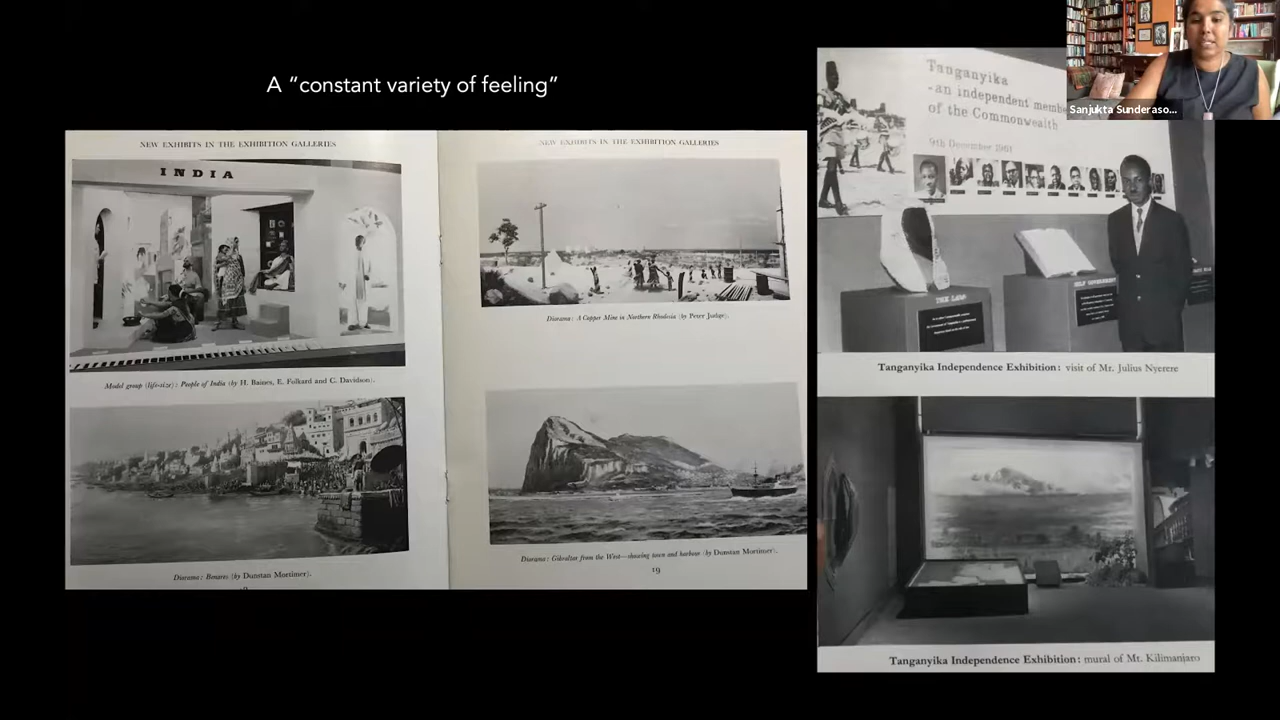 A “constant variety of feeling”
NEW EXHIBITS IN THE EXHIBITION GALLERIES
INDIA
Model group (life-size): People of India (by H. Baines, E. Folkard and C. Davidson).
Diorama: Benares (by Dunstan Mortimer).
NEW EXHIBITS IN THE EXHIBITION GALLERIES
Diorama: A Copper Mine in Northern Rhodesia (by Peter Judge).
Diorama: Gibraltar from the West—showing town and harbour (by Dunstan Mortimer).
19
Tanganyika
-an independent membe
of the Commonwealth
9th December 1961
THE LAND
SELF GOVERNMENT
Tanganyika Independence Exhibition: visit of Mr. Julius Nyerere
Tanganyika Independence Exhibition: mural of Mt. Kilimanjaro
Sanjukta Sunderaso...